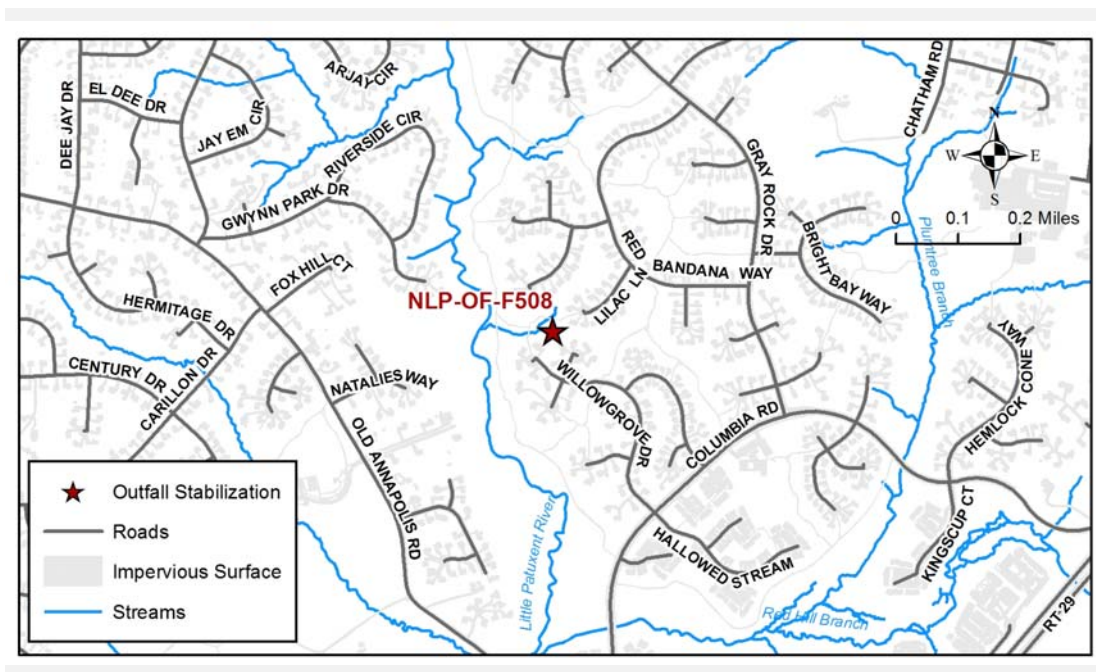 ARJAY CIR
CHATHAM RD
DEE JAY DR
EL DEE DR
JAY EM CIR
RIVERSIDE CIR
GWYNN PARK DR
GRAY ROCK DR
N
W E
S
0 0.1 0.2 Miles
Plumtree Branch
BRIGHT BAY WAY
RED
BANDANA WAY
FOX HILL CT
LILAC LN
NLP-OF-F508
HERMITAGE DR
CENTURY DR
CARILLON DR
NATALIES WAY
WILLOWGROVE DR
COLUMBIA RD
HEMLOCK CONE WAY
OLD ANNAPOLIS RD
Little Patuxent River
HALLOWED STREAM
KINGSCUP CT
Red Hill Branch
RT 29
Outfall Stabilization
Roads
Impervious Surface
Streams